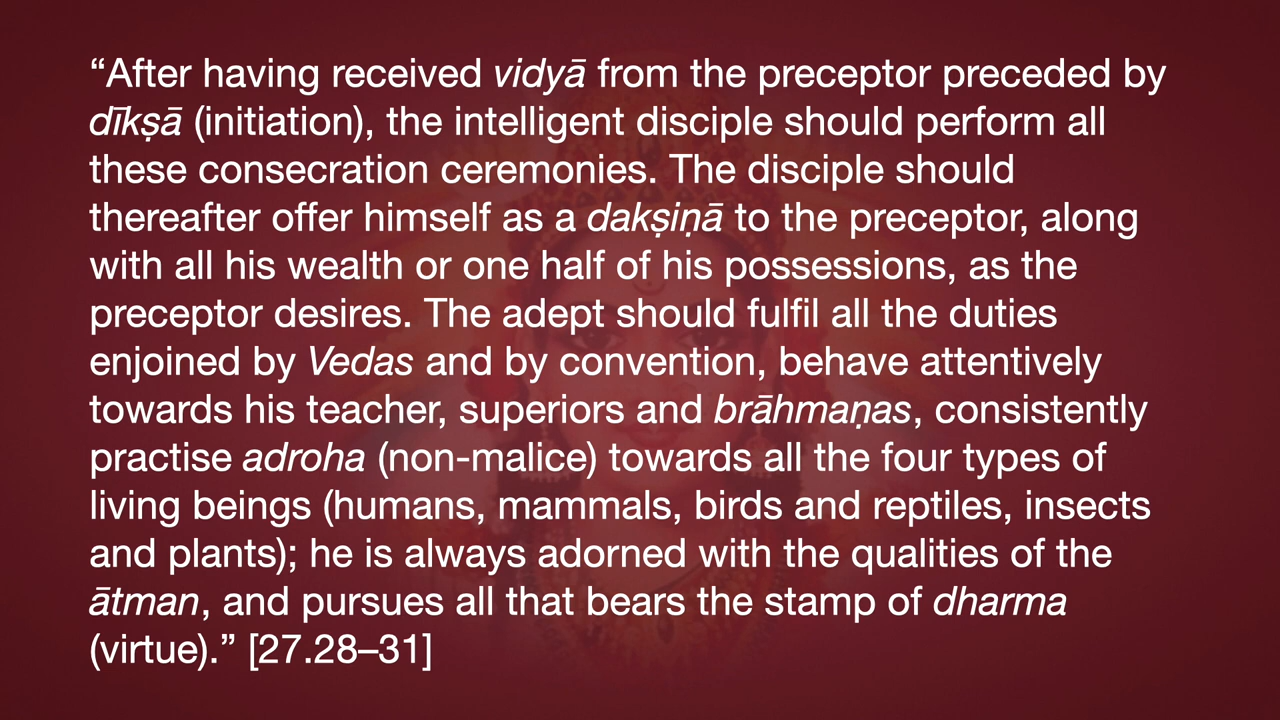 “After having received vidyā from the preceptor preceded by
dīkṣā (initiation), the intelligent disciple should perform all
these consecration ceremonies. The disciple should
thereafter offer himself as a dakṣiṇā to the preceptor, along
with all his wealth or one half of his possessions, as the
preceptor desires. The adept should fulfil all the duties
enjoined by Vedas and by convention, behave attentively
towards his teacher, superiors and brāhmaṇas, consistently
practise adroha (non-malice) towards all the four types of
living beings (humans, mammals, birds and reptiles, insects
and plants); he is always adorned with the qualities of the
ātman, and pursues all that bears the stamp of dharma
(virtue).” [27.28–31]